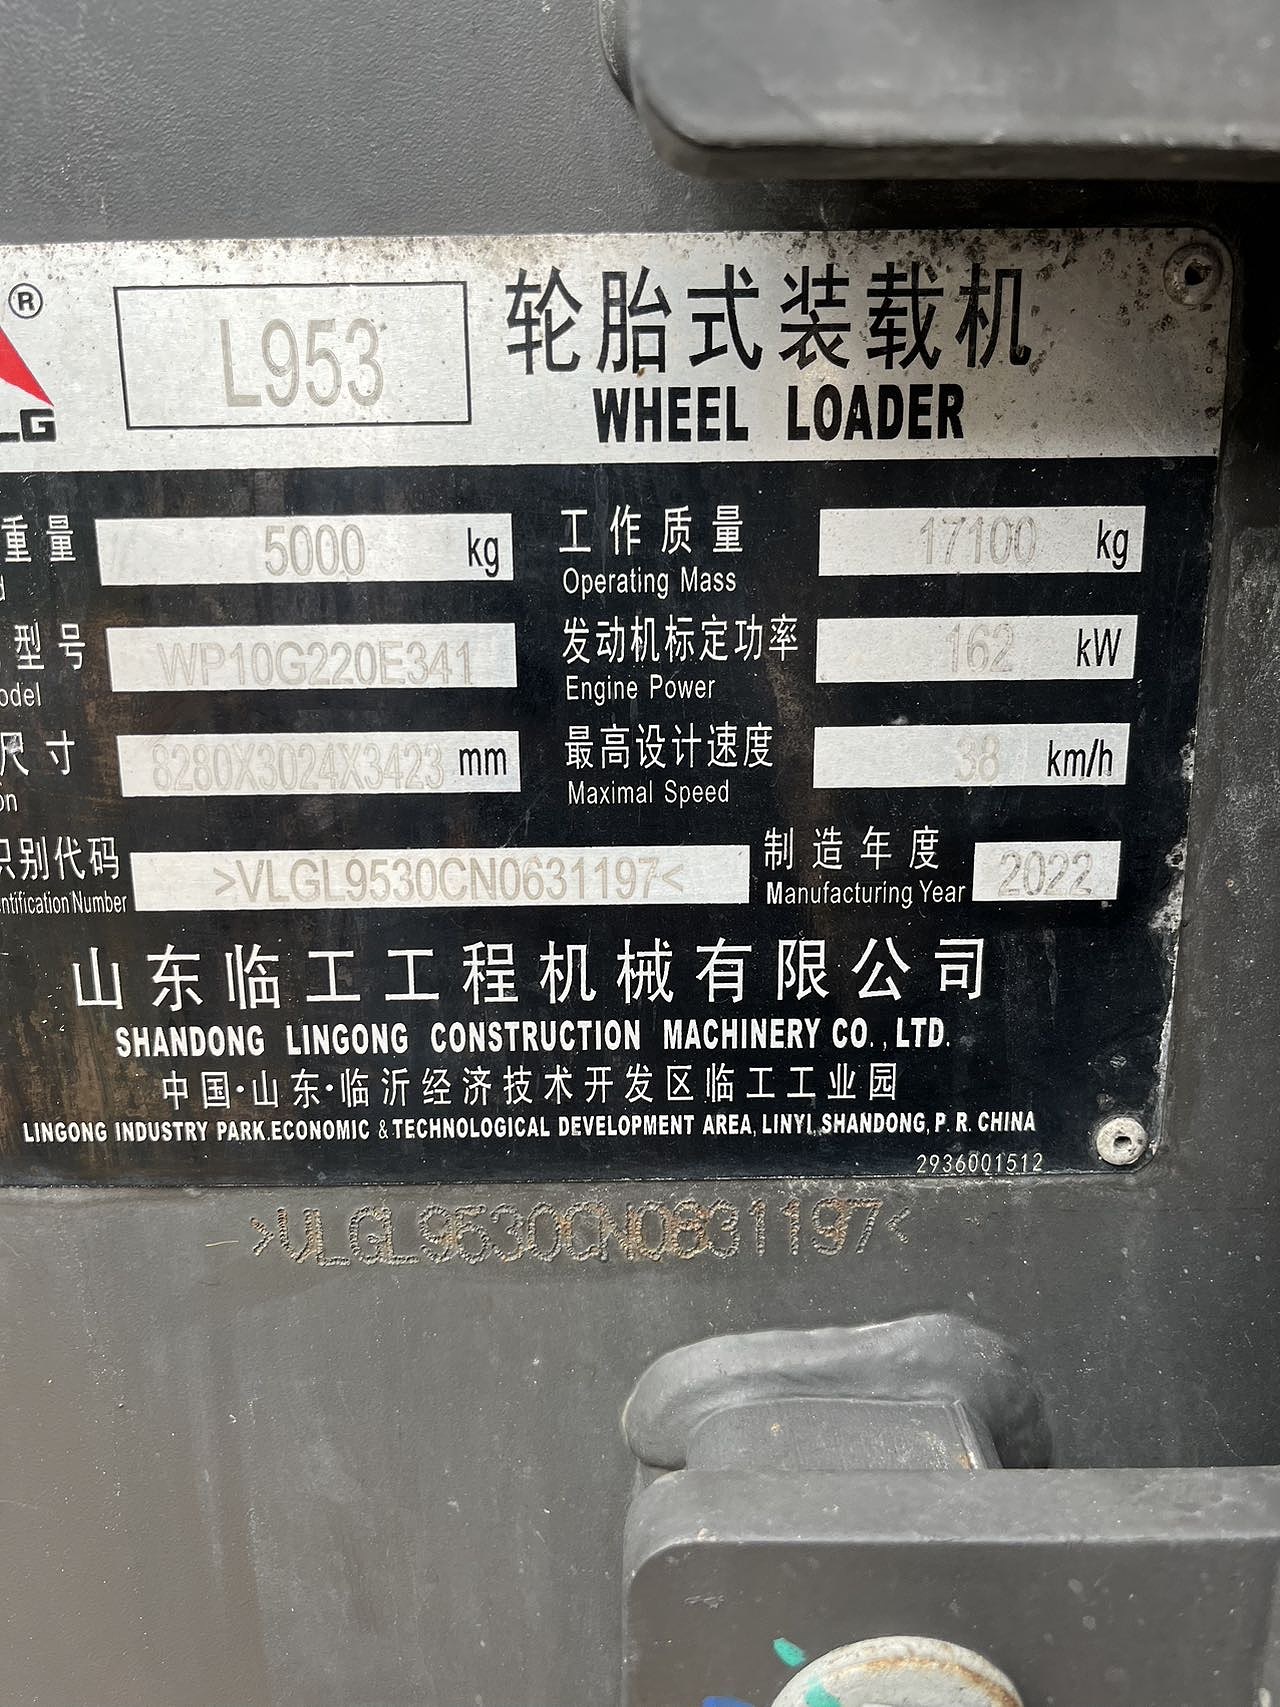 ®
LG
L953
轮胎式装载机
WHEEL LOADER
重量 5000 kg 工作质量 17100 kg
d Operating Mass
型号 WP10G220E341 发动机标定功率 162 kW
odel Engine Power
尺寸 8280X3024X3423 mm 最高设计速度 38 km/h
on Maximal Speed
识别代码 >VLGL9530CN0631197< 制造年度 2022
ntification Number Manufacturing Year
山东临工工程机械有限公司
SHANDONG LINGONG CONSTRUCTION MACHINERY CO.,LTD.
中国·山东·临沂经济技术开发区临工工业园
LINGONG INDUSTRY PARK.ECONOMIC & TECHNOLOGICAL DEVELOPMENT AREA, LINYI, SHANDONG, P. R. CHINA
2936001512
>VLGL9530CN0631197<